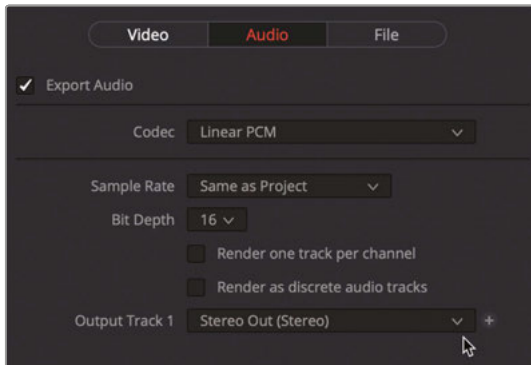 Video Audio File
Export Audio
Codec Linear PCM
Sample Rate Same as Project
Bit Depth 16
Render one track per channel
Render as discrete audio tracks
Output Track 1 Stereo Out (Stereo) +